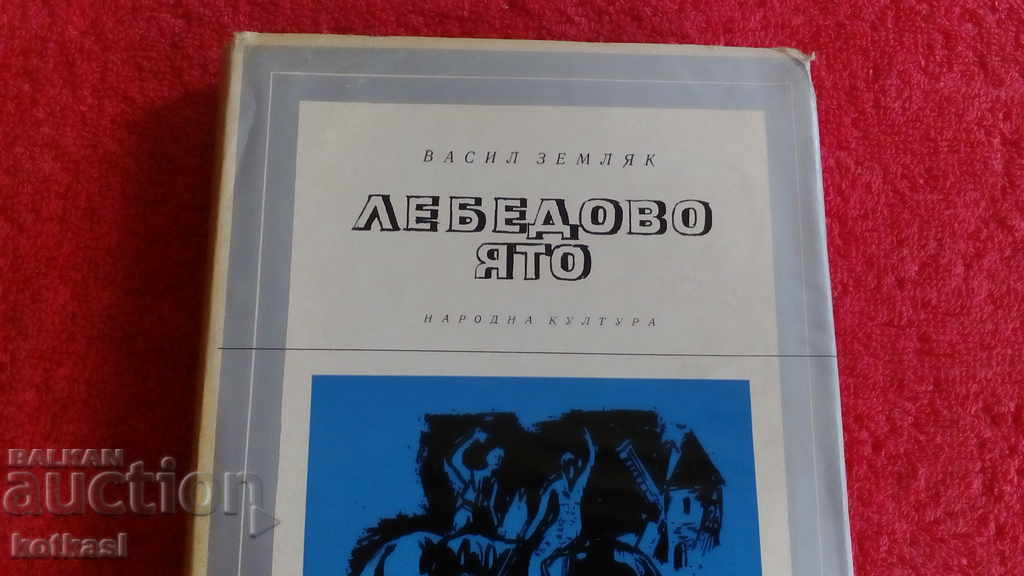 ВАСИЛ ЗЕМЛЯК
ЛЕБЕДОВО
ЯТО
НАРОДНА КУЛТУРА
BALKAN
auction
kotkasl